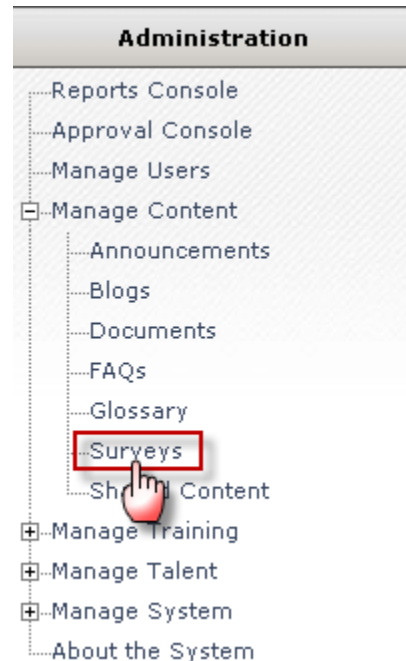 Administration
Reports Console
Approval Console
Manage Users
Manage Content
Announcements
Blogs
Documents
FAQs
Glossary
Surveys
Content
Manage Training
Manage Talent
Manage System
About the System